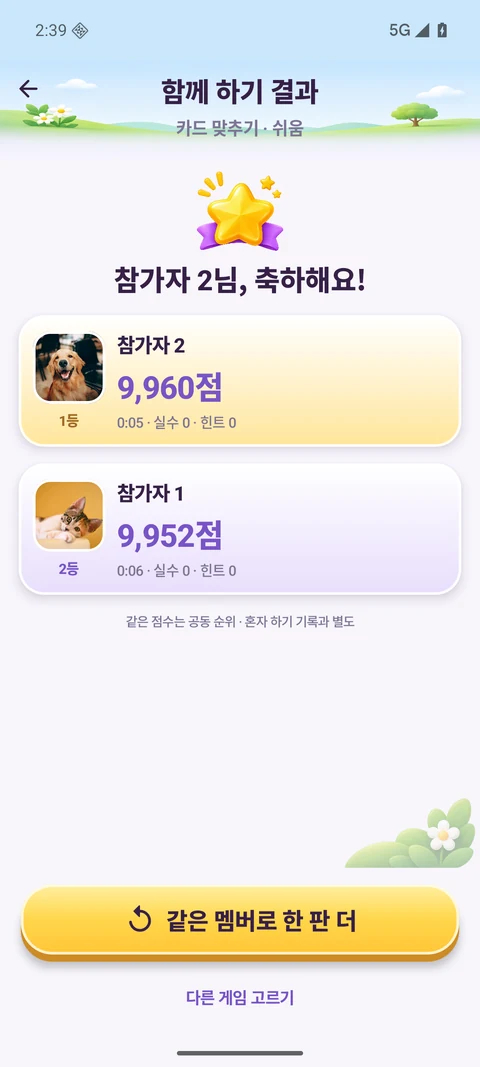 2:39
5G
함께 하기 결과
카드 맞추기 · 쉬움
참가자 2님, 축하해요!
참가자 2
9,960점
1등
0:05 · 실수 0 · 힌트 0
참가자 1
9,952점
2등
0:06 · 실수 0 · 힌트 0
같은 점수는 공동 순위 · 혼자 하기 기록과 별도
같은 멤버로 한 판 더
다른 게임 고르기